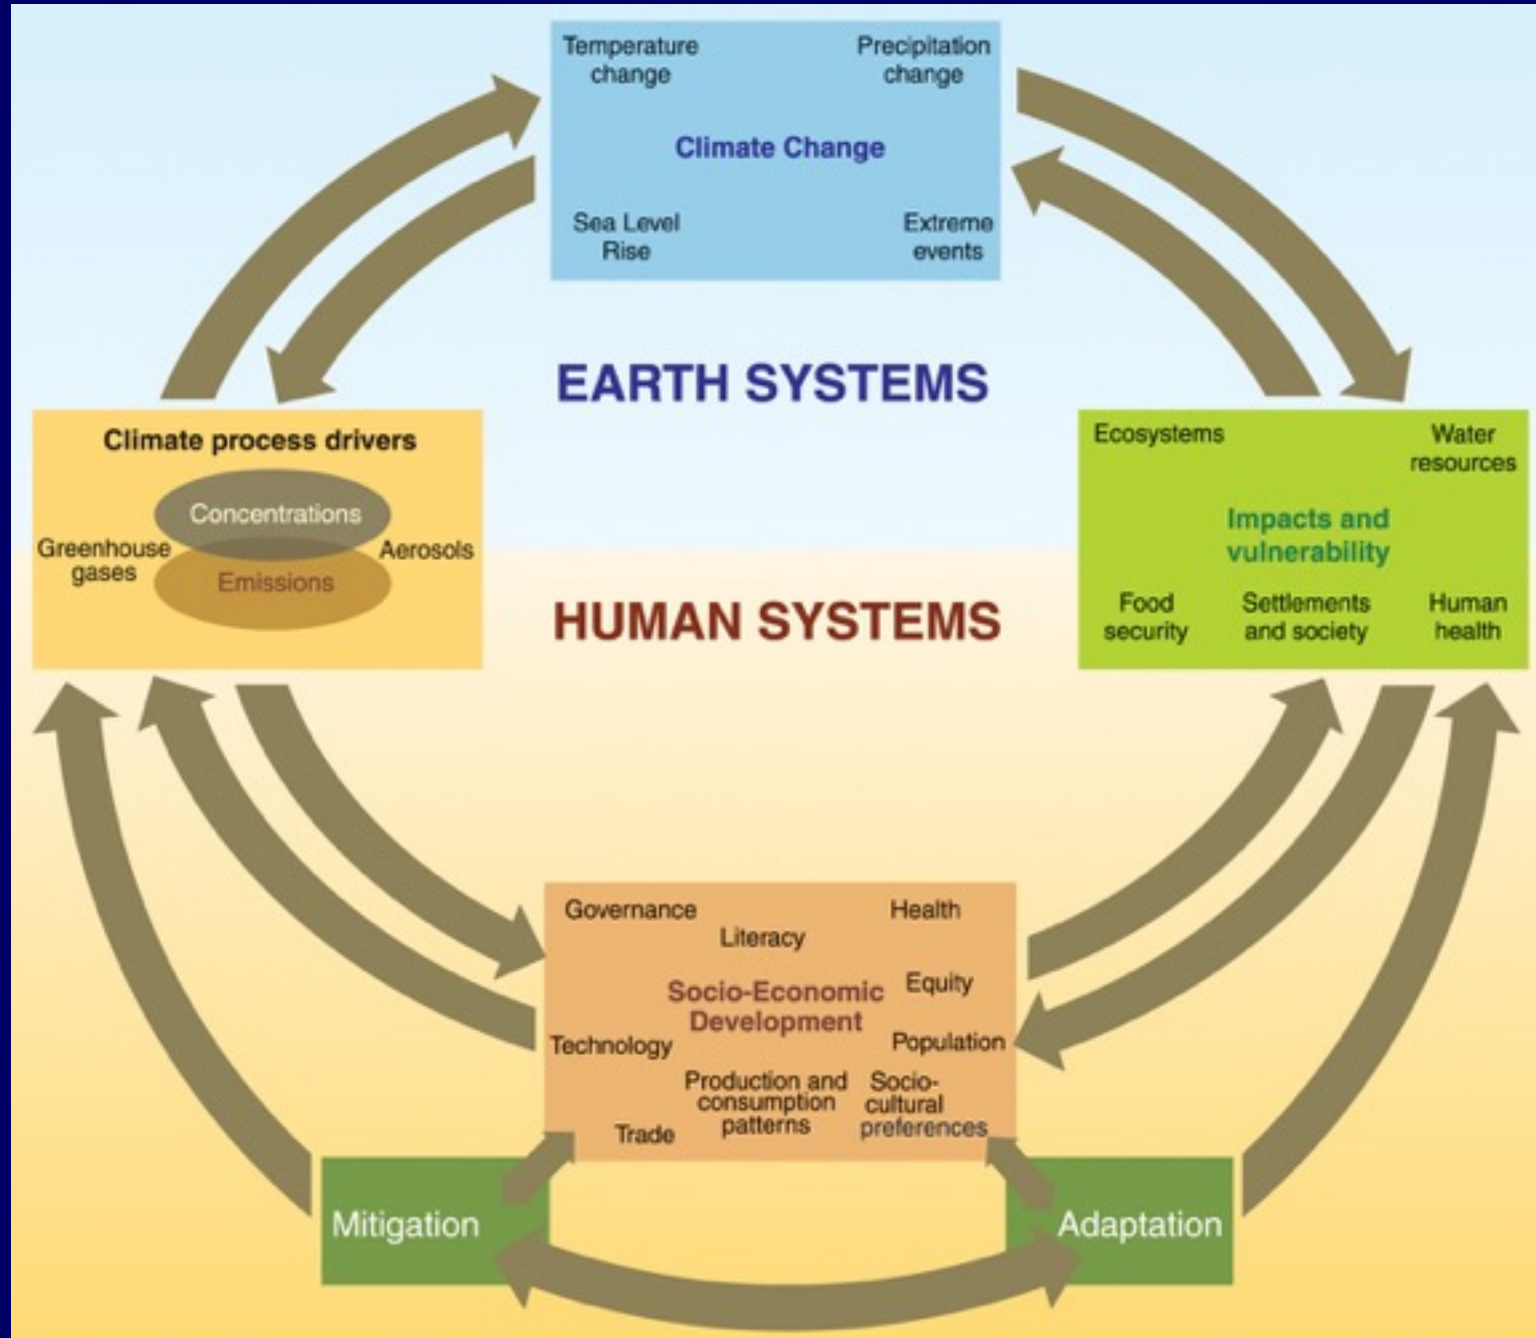 Temperature
change
Precipitation
change
Climate Change
Sea Level
Rise
Extreme
events
EARTH SYSTEMS
Climate process drivers
Concentrations
Greenhouse
gases
Aerosols
Emissions
Ecosystems
Water
resources
Impacts and
vulnerability
Food
security
Settlements
and society
Human
health
HUMAN SYSTEMS
Governance
Health
Literacy
Equity
Socio-Economic
Development
Technology
Population
Production and
consumption
patterns
Socio-
cultural
preferences
Trade
Mitigation
Adaptation